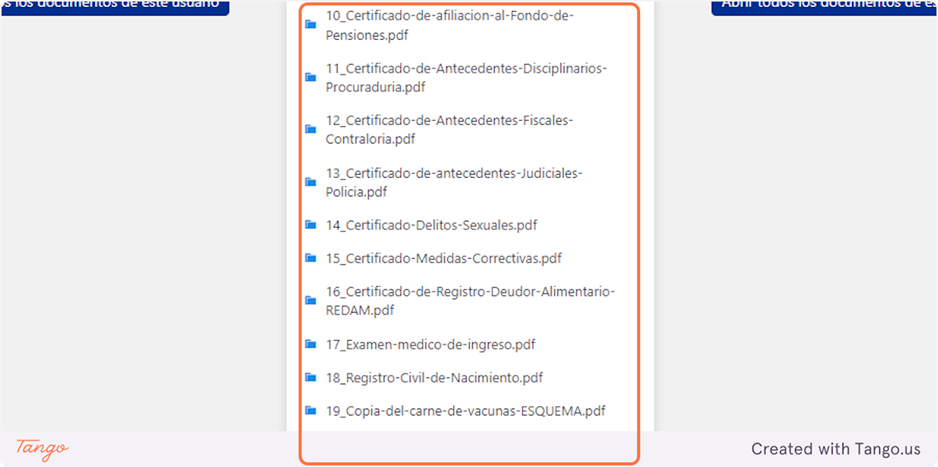 os los documentos de este usuario
Abrir todos los documentos de es
10_Certificado-de-afiliacion-al-Fondo-de-
Pensiones.pdf
11_Certificado-de-Antecedentes-Disciplinarios-
Procuraduria.pdf
12_Certificado-de-Antecedentes-Fiscales-
Contraloria.pdf
13_Certificado-de-antecedentes-Judiciales-
Policia.pdf
14_Certificado-Delitos-Sexuales.pdf
15_Certificado-Medidas-Correctivas.pdf
16_Certificado-de-Registro-Deudor-Alimentario-
REDAM.pdf
17_Examen-medico-de-ingreso.pdf
18_Registro-Civil-de-Nacimiento.pdf
19_Copia-del-carne-de-vacunas-ESQUEMA.pdf
Tango
Created with Tango.us